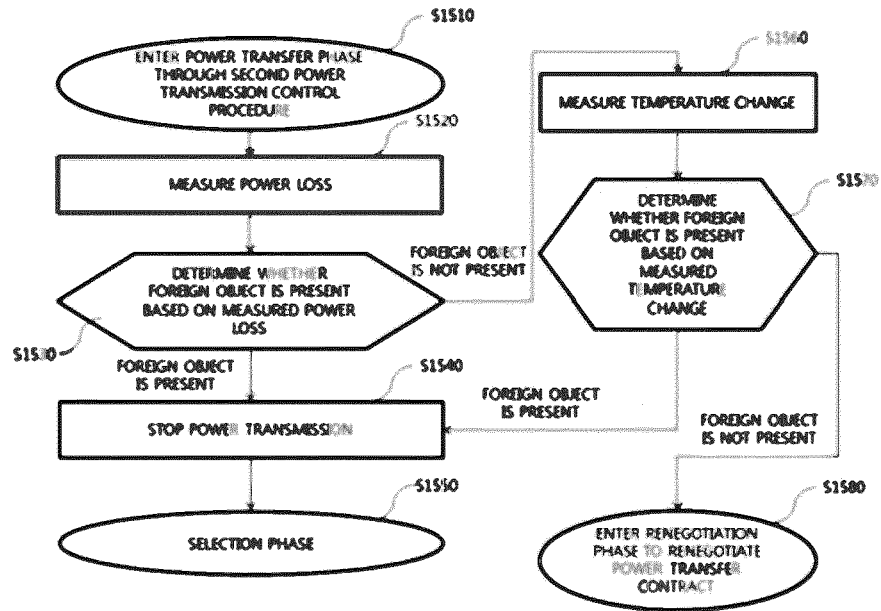 S1510
ENTER POWER TRANSFER PHASE
THROUGH SECOND POWER
TRANSMISSION CONTROL
PROCEDURE
S1520
MEASURE POWER LOSS
DETERMINE WHETHER
FOREIGN OBJECT IS PRESENT
BASED ON MEASURED POWER
LOSS
S1530
FOREIGN OBJECT
IS PRESENT
S1540
STOP POWER TRANSMISSION
S1550
SELECTION PHASE
FOREIGN OBJECT
IS NOT PRESENT
S1560
MEASURE TEMPERATURE CHANGE
S1570
DETERMINE
WHETHER FOREIGN
OBJECT IS PRESENT
BASED ON
MEASURED
TEMPERATURE
CHANGE
FOREIGN OBJECT
IS PRESENT
FOREIGN OBJECT
IS NOT PRESENT
S1580
ENTER RENEGOTIATION
PHASE TO RENEGOTIATE
POWER TRANSFER
CONTRACT